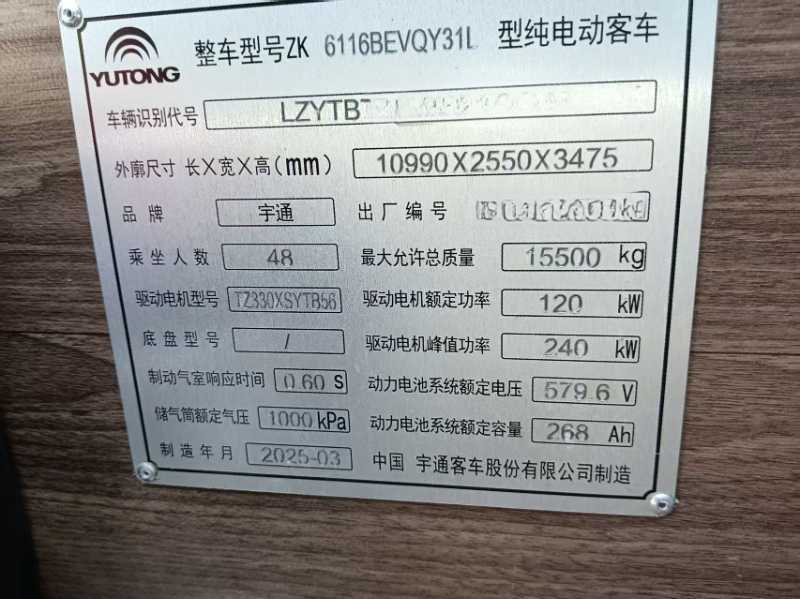 YUTONG 整车型号ZK 6116BEVQY31L 型纯电动客车
车辆识别代号 LZYTB
外廓尺寸 长X宽X高(mm) 10990X2550X3475
品牌 宇通 出厂编号
乘坐人数 48 最大允许总质量 15500 kg
驱动电机型号 TZ330XSYTB56 驱动电机额定功率 120 kW
底盘型号 / 驱动电机峰值功率 240 kW
制动气室响应时间 0.60 S 动力电池系统额定电压 579.6 V
储气筒额定气压 1000 kPa 动力电池系统额定容量 268 Ah
制造年月 2025-03 中国 宇通客车股份有限公司制造